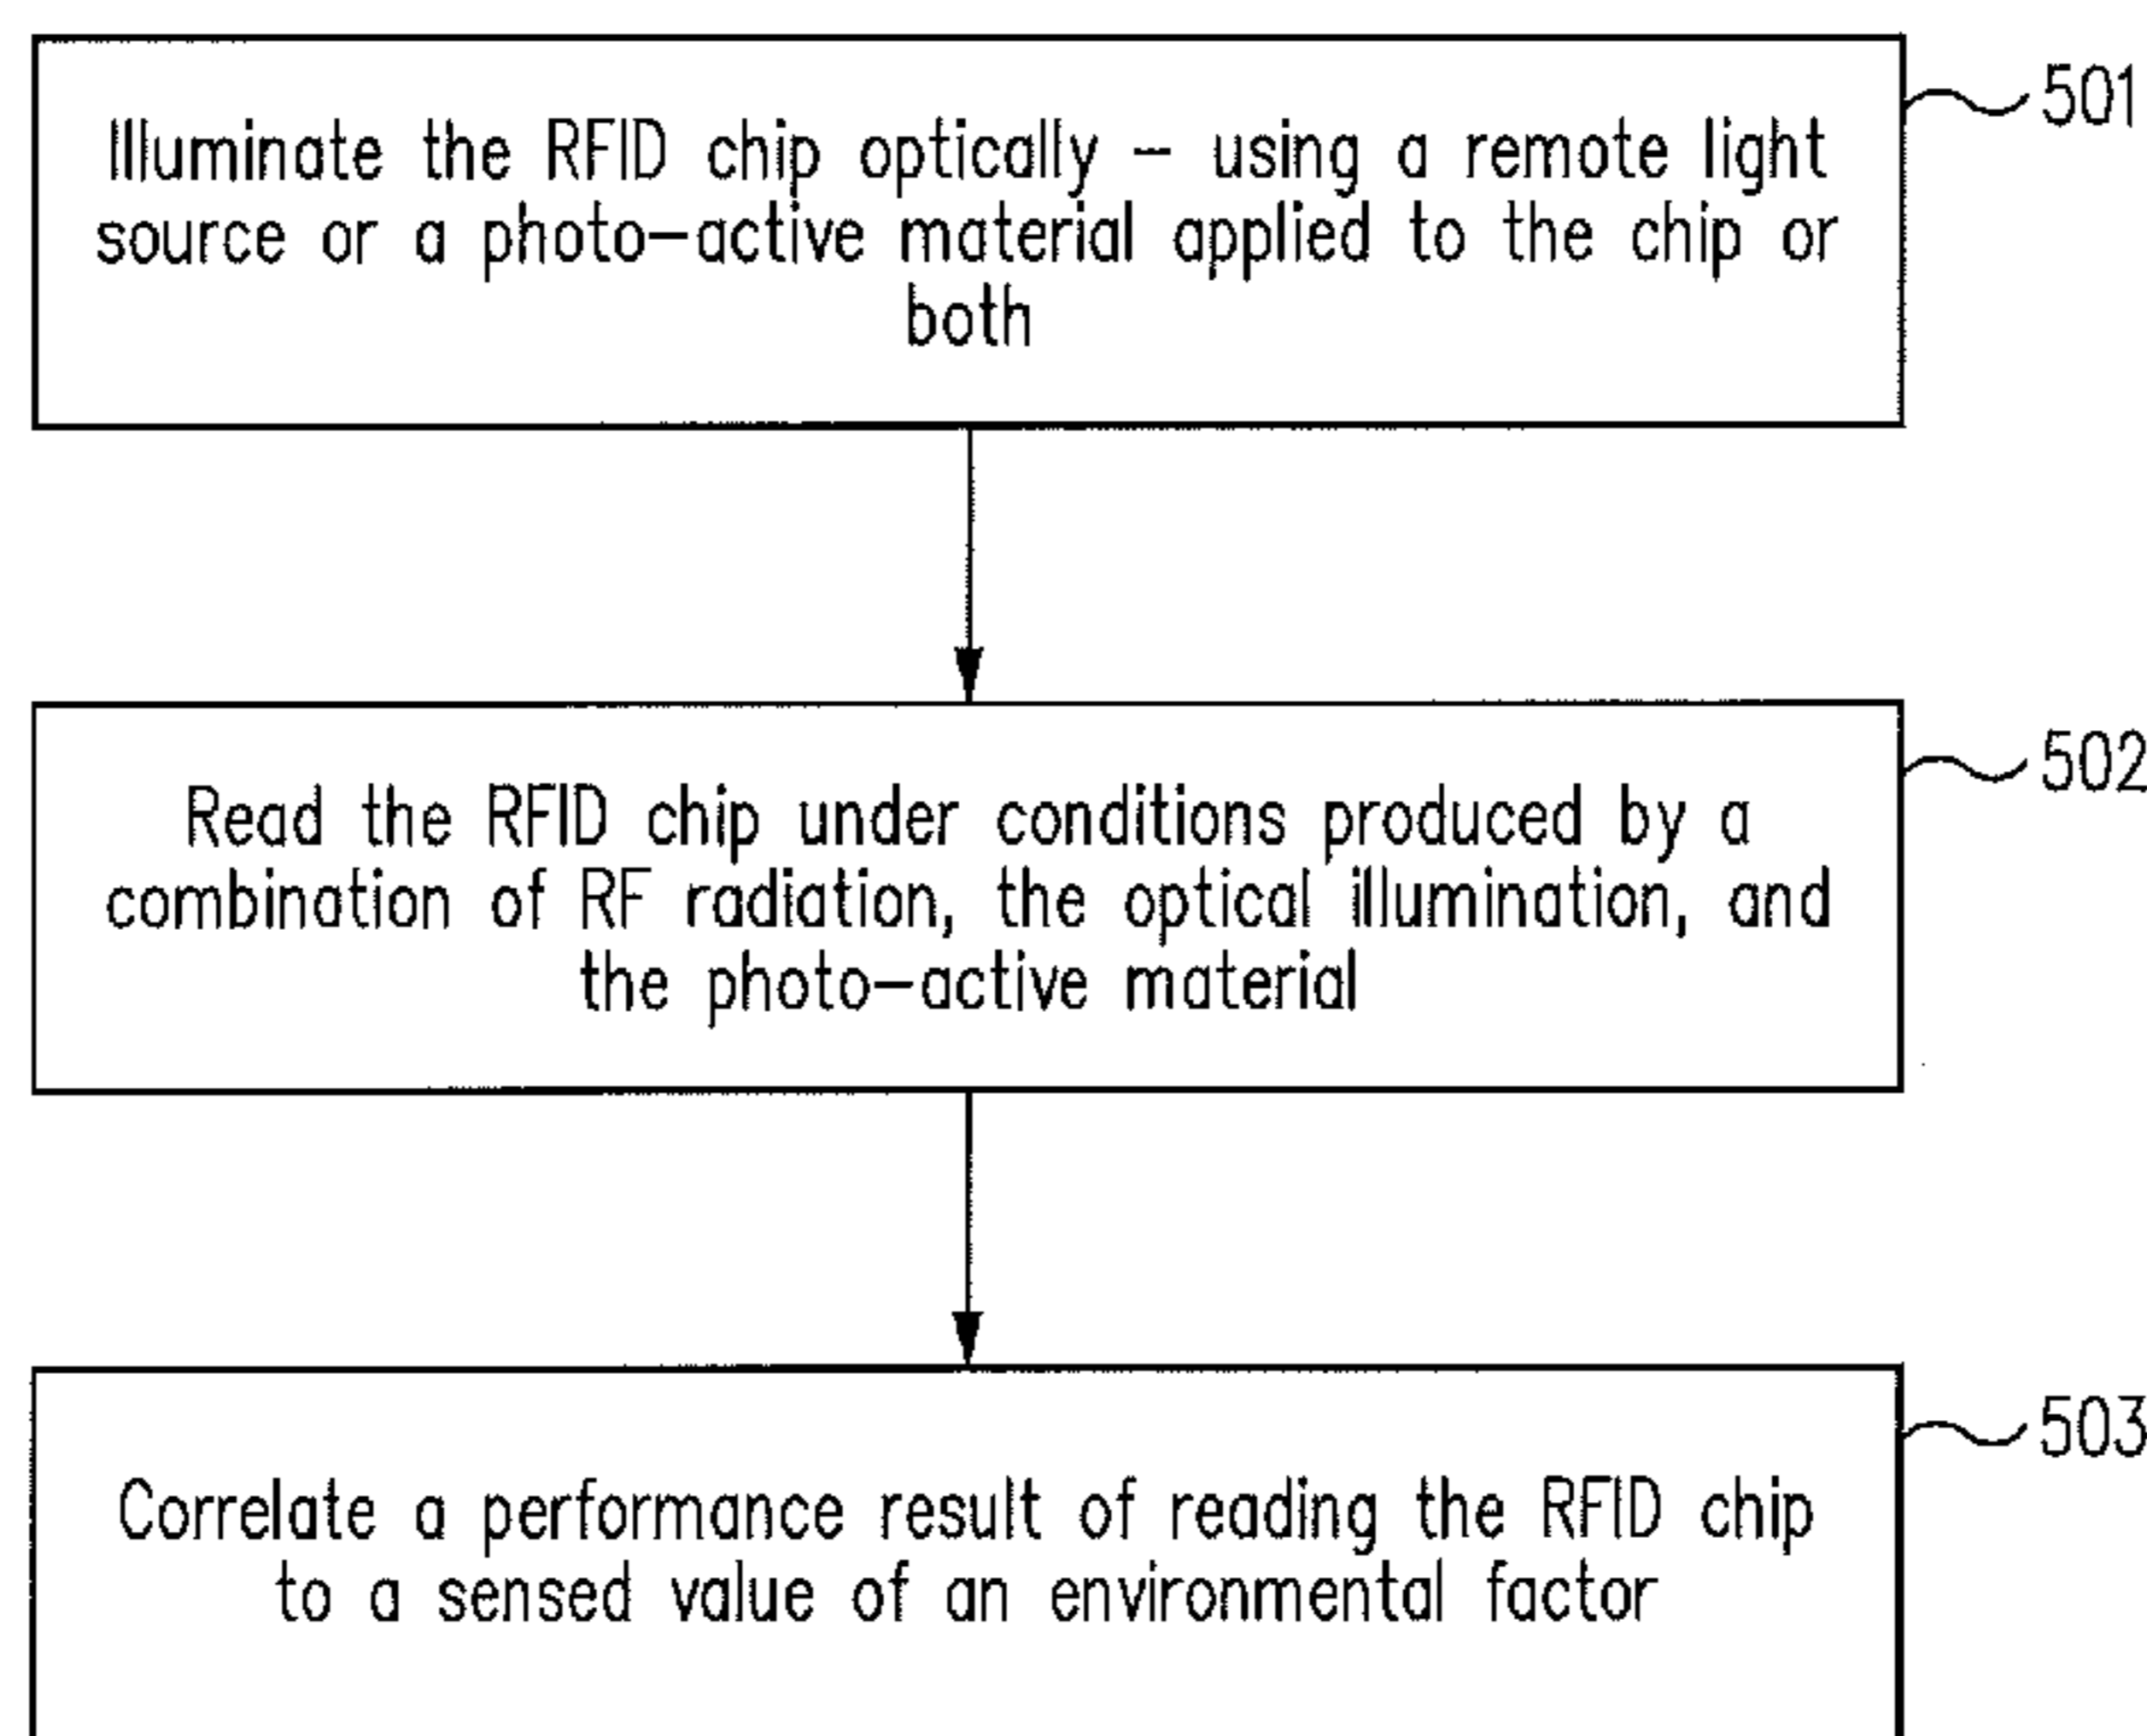 501
Illuminate the RFID chip optically – using a remote light
source or a photo-active material applied to the chip or
both
502
Read the RFID chip under conditions produced by a
combination of RF radiation, the optical illumination, and
the photo-active material
503
Correlate a performance result of reading the RFID chip
to a sensed value of an environmental factor